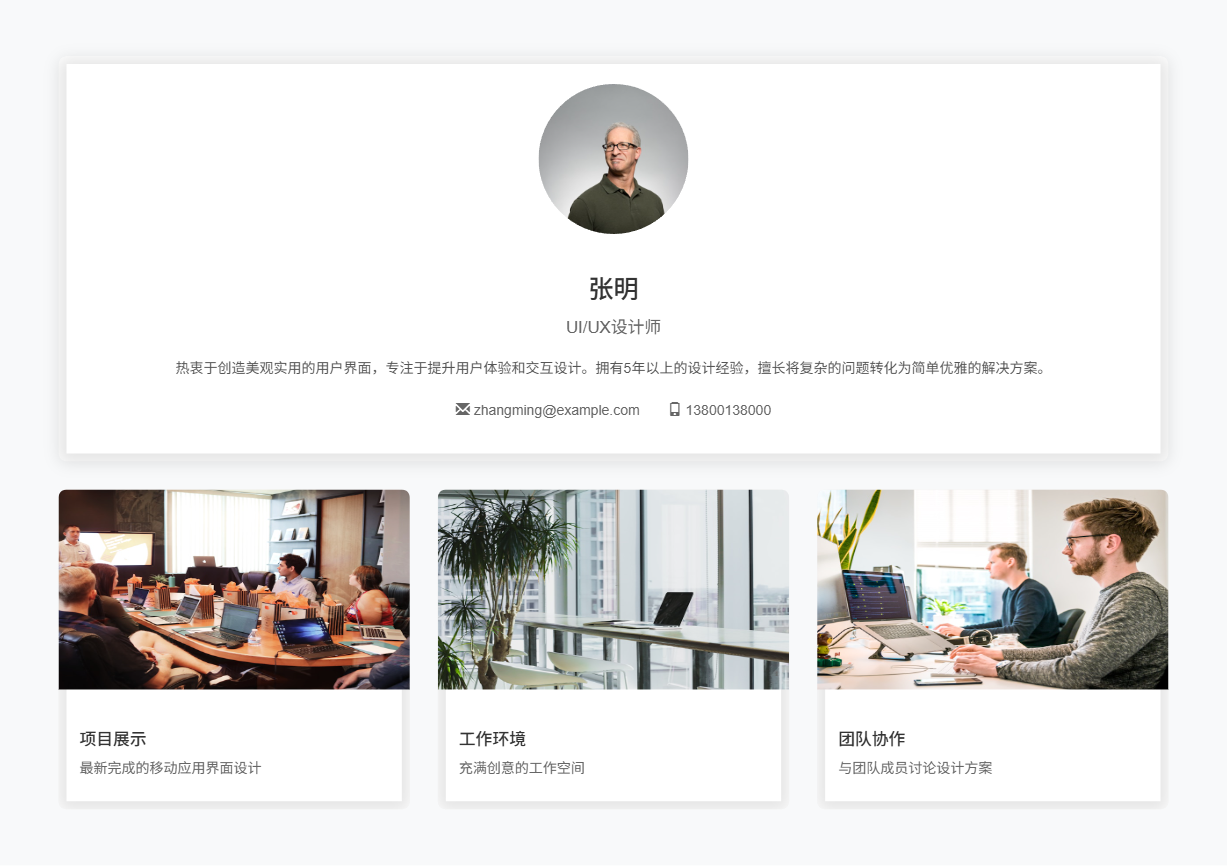 张明
UI/UX设计师
热衷于创造美观实用的用户界面，专注于提升用户体验和交互设计。拥有5年以上的设计经验，擅长将复杂的问题转化为简单优雅的解决方案。
zhangming@example.com 13800138000
项目展示
最新完成的移动应用界面设计
工作环境
充满创意的工作空间
团队协作
与团队成员讨论设计方案